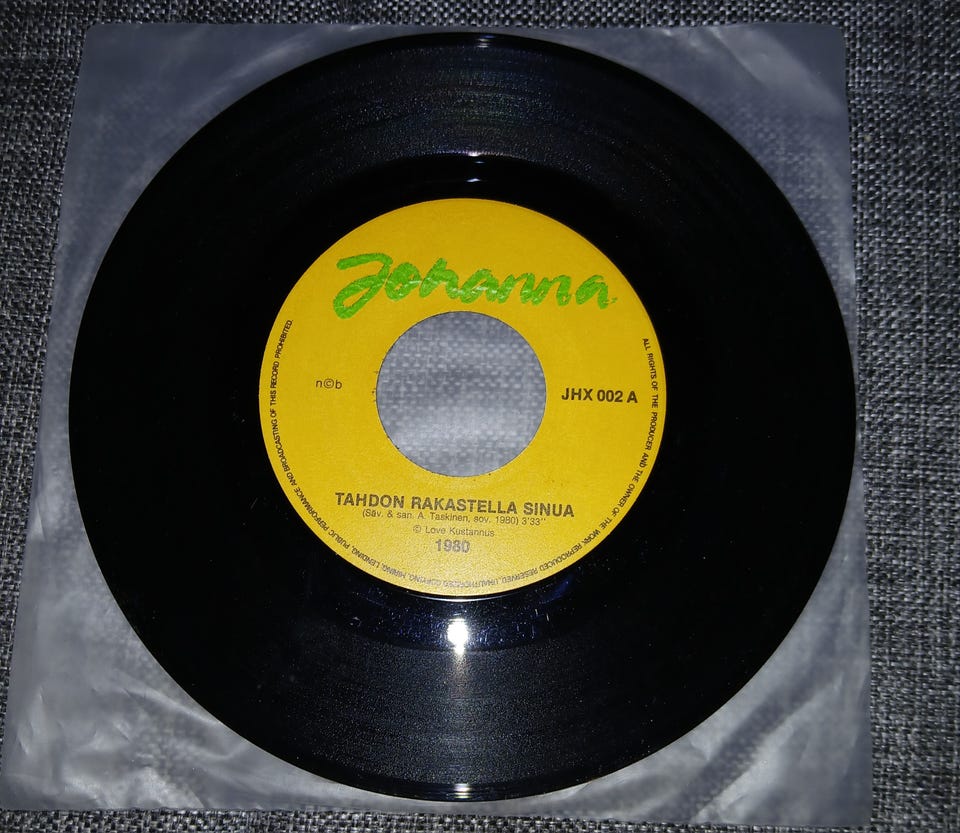 Johanna
n©b
JHX 002 A
TAHDON RAKASTELLA SINUA
(Säv. & san. A. Taskinen, sov. 1980) 3'33''
© Love Kustannus
1980
ALL RIGHTS OF THE PRODUCER AND THE OWNER OF THE WORK REPRODUCED RESERVED. UNAUTHORIZED COPYING, HIRING, LENDING, PUBLIC PERFORMANCE AND BROADCASTING OF THIS RECORD PROHIBITED.